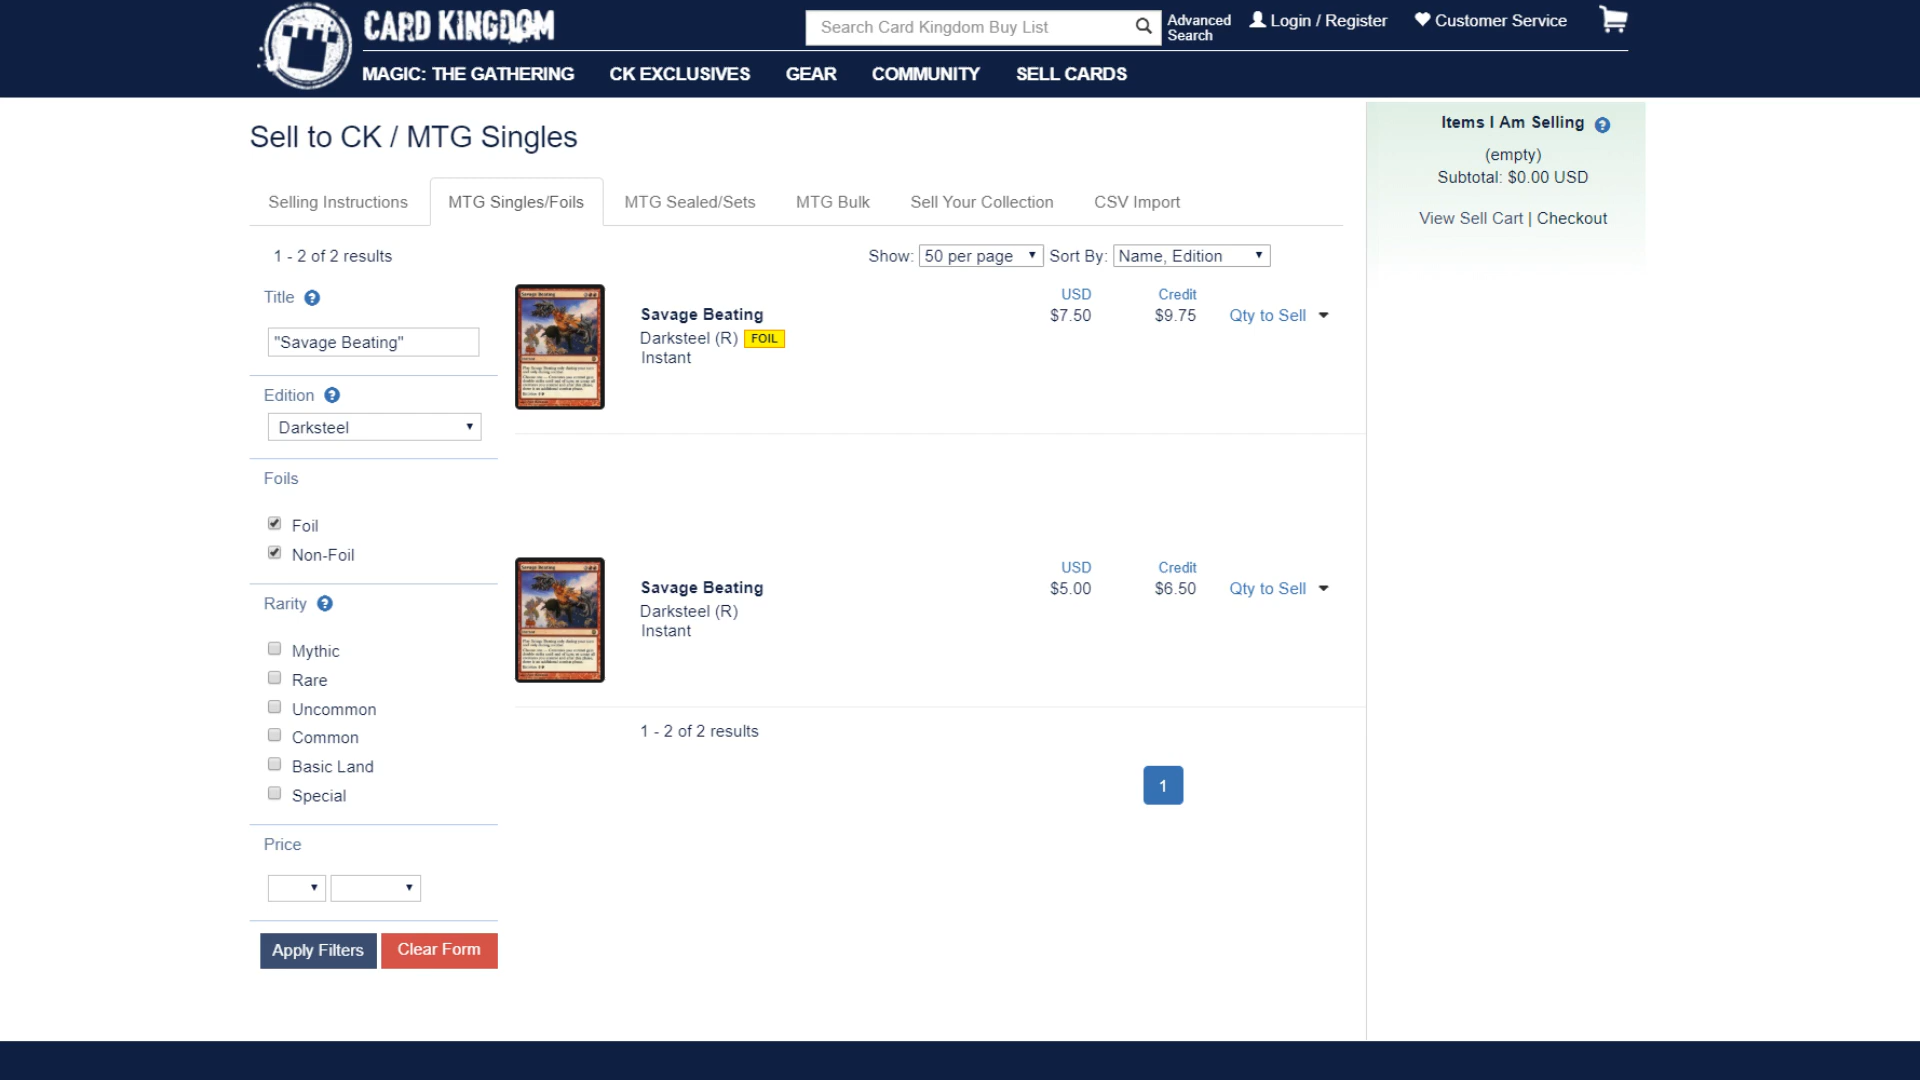 CARD KINGDOM
Search Card Kingdom Buy List
Advanced
Search
Login / Register
Customer Service
MAGIC: THE GATHERING
CK EXCLUSIVES
GEAR
COMMUNITY
SELL CARDS
Sell to CK / MTG Singles
Selling Instructions
MTG Singles/Foils
MTG Sealed/Sets
MTG Bulk
Sell Your Collection
CSV Import
Items I Am Selling ?
(empty)
Subtotal: $0.00 USD
View Sell Cart | Checkout
1 - 2 of 2 results
Show: 50 per page
Sort By: Name, Edition
Title ?
"Savage Beating"
Edition ?
Darksteel
Foils
Foil
Non-Foil
Rarity ?
Mythic
Rare
Uncommon
Common
Basic Land
Special
Price
Apply Filters
Clear Form
Savage Beating
Savage Beating
Darksteel (R) FOIL
Instant
USD
$7.50
Credit
$9.75
Qty to Sell
Savage Beating
Savage Beating
Darksteel (R)
Instant
USD
$5.00
Credit
$6.50
Qty to Sell
1 - 2 of 2 results
1